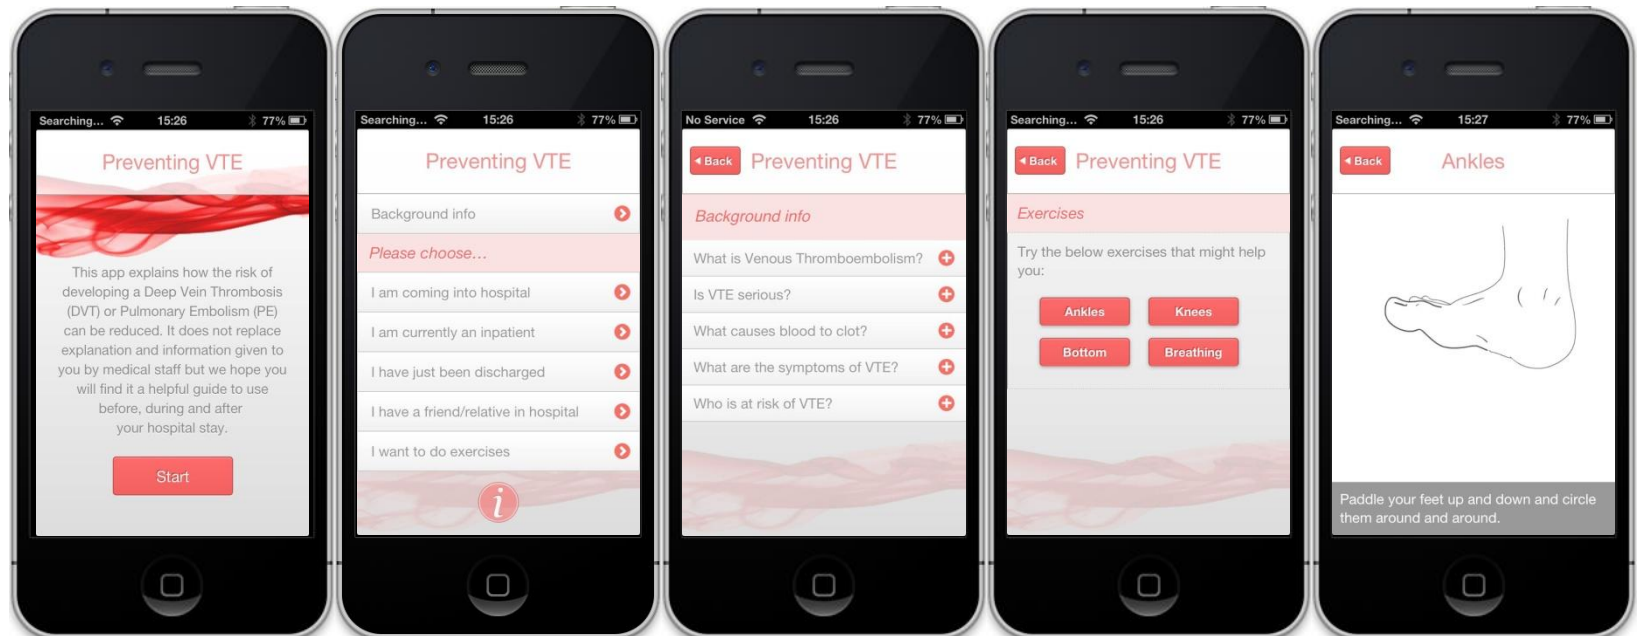 Searching... 15:26 77%
Preventing VTE
This app explains how the risk of
developing a Deep Vein Thrombosis
(DVT) or Pulmonary Embolism (PE)
can be reduced. It does not replace
explanation and information given to
you by medical staff but we hope you
will find it a helpful guide to use
before, during and after
your hospital stay.
Start
Searching... 15:26 77%
Preventing VTE
Background info
Please choose...
I am coming into hospital
I am currently an inpatient
I have just been discharged
I have a friend/relative in hospital
I want to do exercises
i
No Service 15:26 77%
Back Preventing VTE
Background info
What is Venous Thromboembolism?
Is VTE serious?
What causes blood to clot?
What are the symptoms of VTE?
Who is at risk of VTE?
Searching... 15:26 77%
Back Preventing VTE
Exercises
Try the below exercises that might help
you:
Ankles Knees
Bottom Breathing
Searching... 15:27 77%
Back Ankles
Paddle your feet up and down and circle
them around and around.